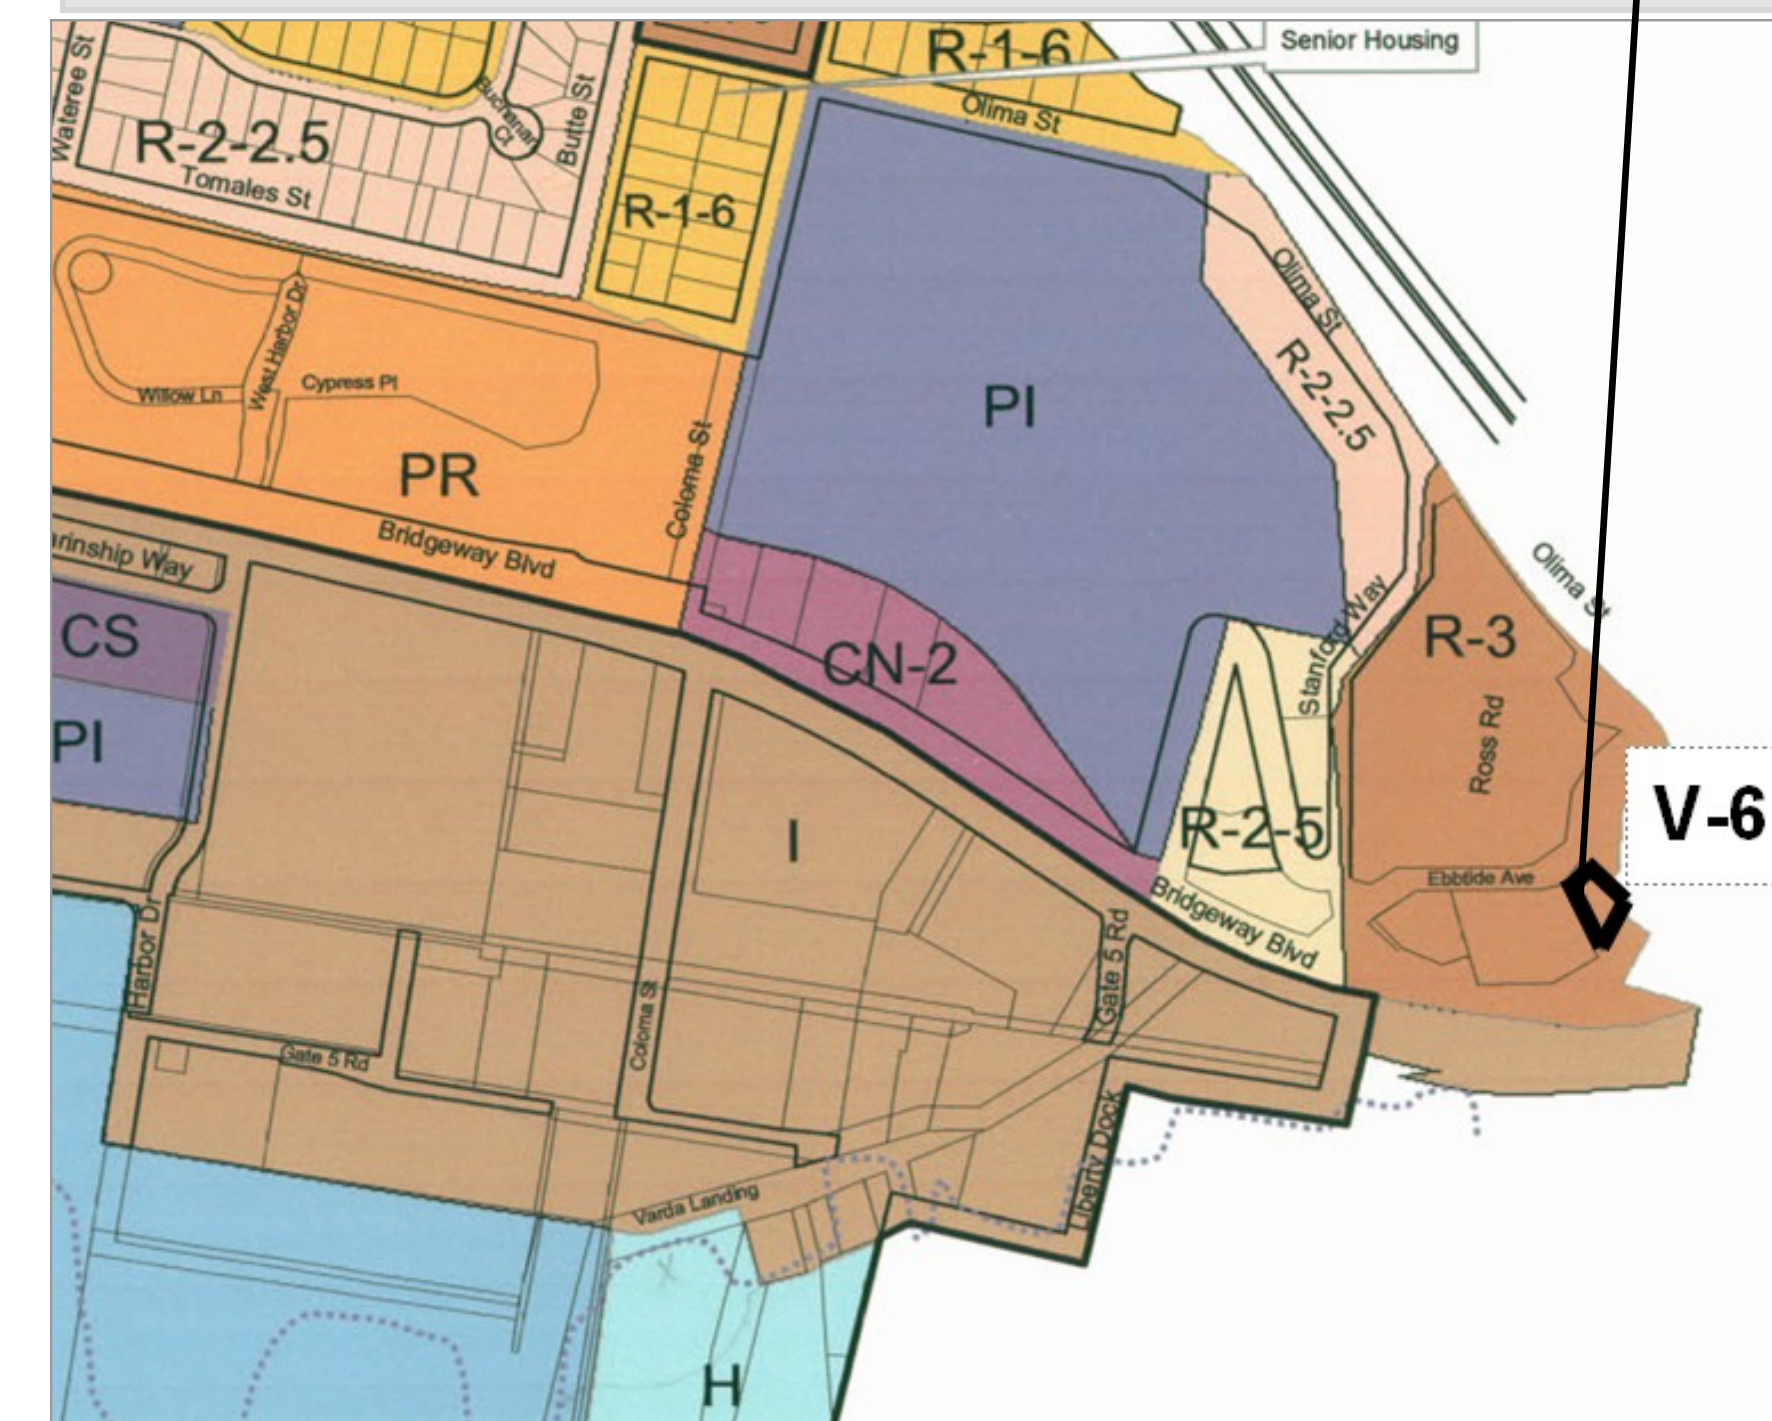 Senior Housing
R-1-6
Olima St
Wateree St
R-2-2.5
Buchanan
Ct
Butte St
Tomales St
R-1-6
Olima St
R-2-2.5
West Harbor Dr
Willow Ln
Cypress Pl
PI
PR
Coloma St
Bridgeway Blvd
arinship Way
Olima St
CS
CN-2
Stanford Way
R-3
PI
Ross Rd
V-6
I
R-2-5
Ebbtide Ave
Bridgeway Blvd
Harbor Dr
Gate 5 Rd
Coloma St
Gate 5 Rd
Liberty Dock
Varda Landing
H